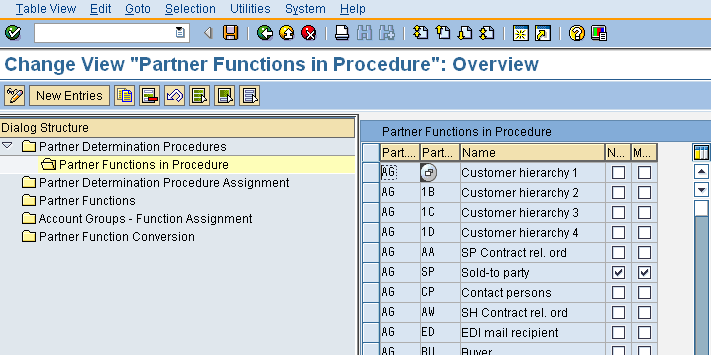 Table View Edit Goto Selection Utilities System Help
Change View "Partner Functions in Procedure": Overview
New Entries
Dialog Structure
Partner Determination Procedures
Partner Functions in Procedure
Partner Determination Procedure Assignment
Partner Functions
Account Groups - Function Assignment
Partner Function Conversion
Partner Functions in Procedure
Part... Part... Name N... M...
AG Customer hierarchy 1
AG 1B Customer hierarchy 2
AG 1C Customer hierarchy 3
AG 1D Customer hierarchy 4
AG AA SP Contract rel. ord
AG SP Sold-to party
AG CP Contact persons
AG AW SH Contract rel. ord
AG ED EDI mail recipient
AG BU Buyer